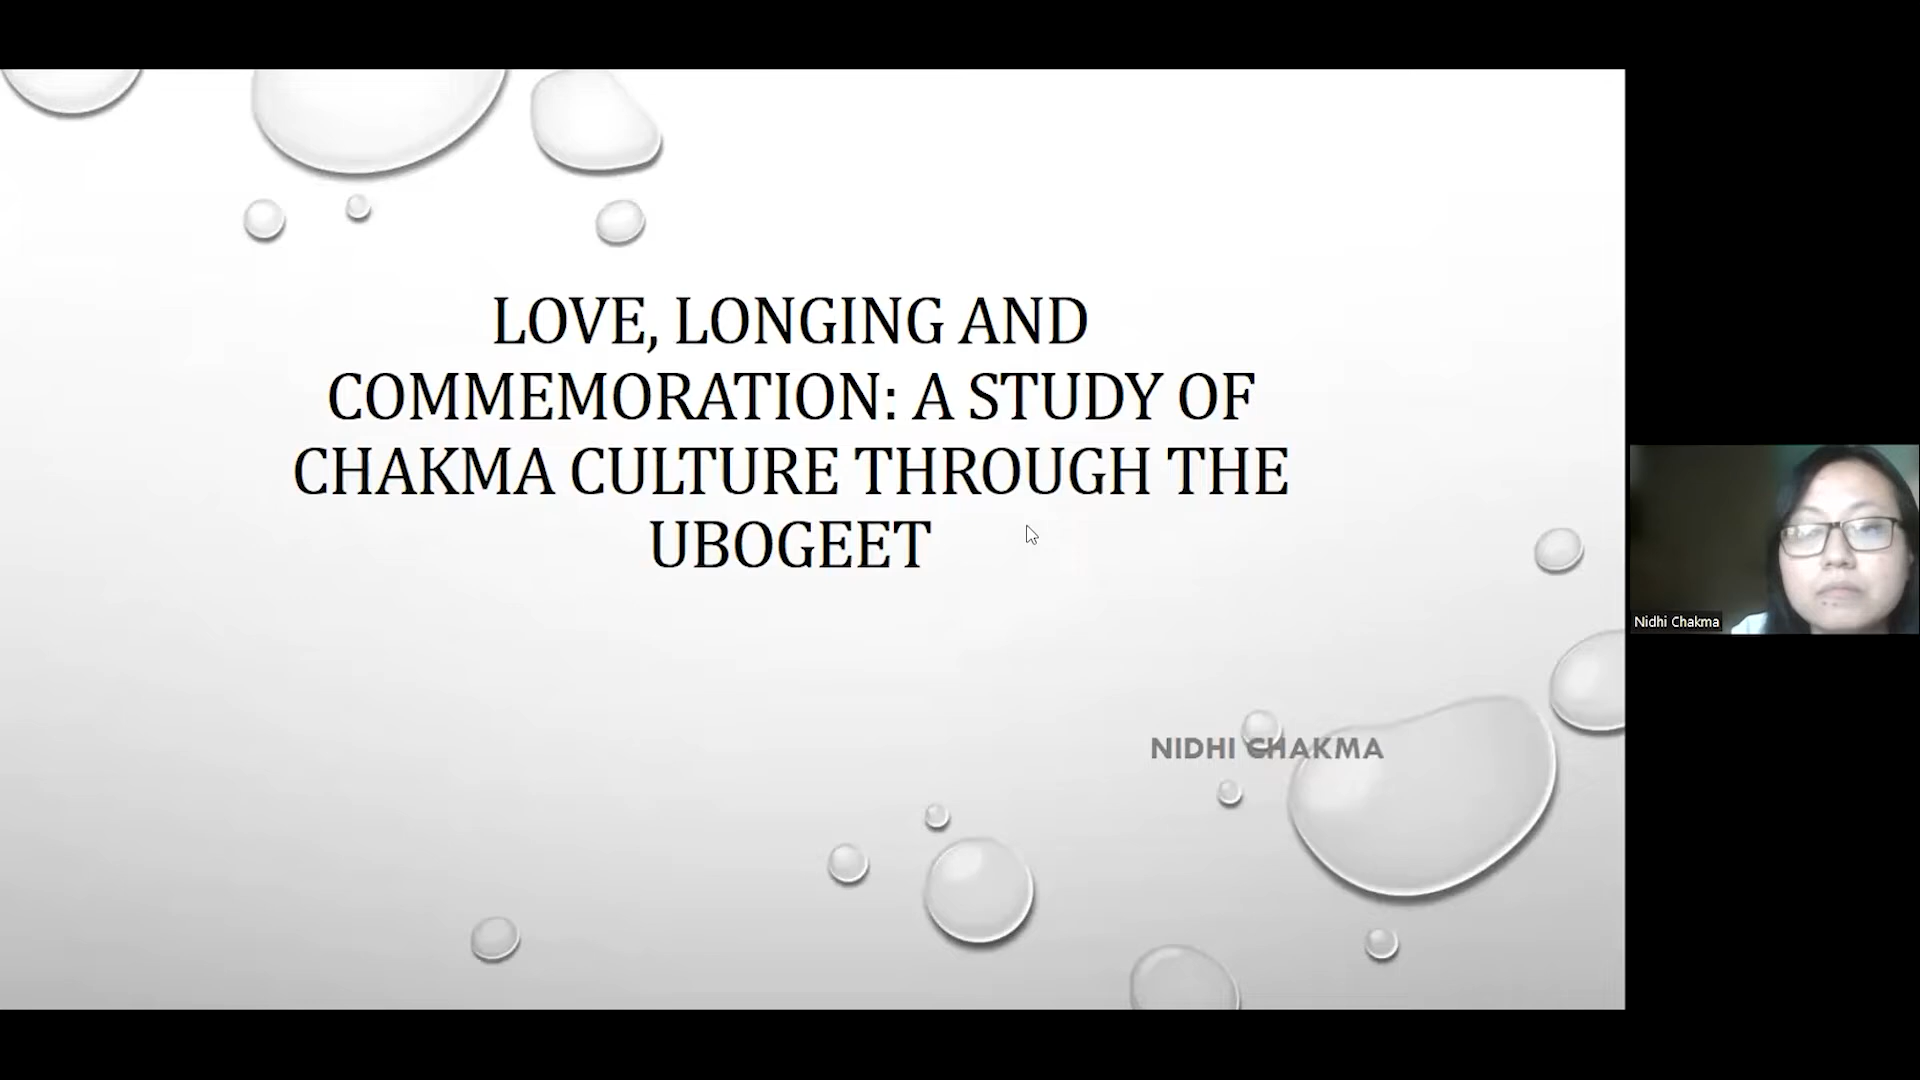 LOVE, LONGING AND
COMMEMORATION: A STUDY OF
CHAKMA CULTURE THROUGH THE
UBOGEET
NIDHI CHAKMA
Nidhi Chakma